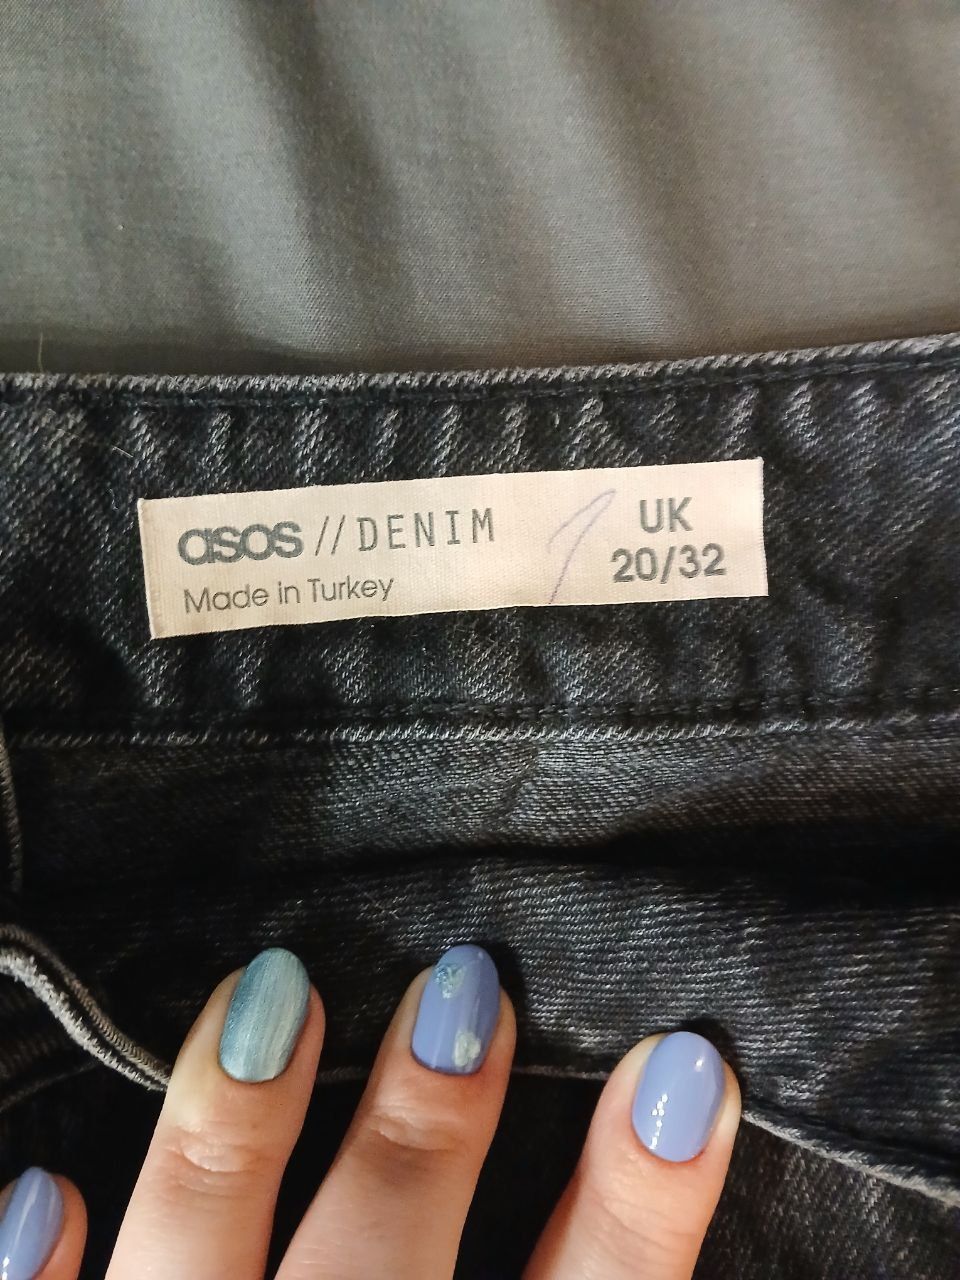 asos // DENIM
Made in Turkey
UK
20/32